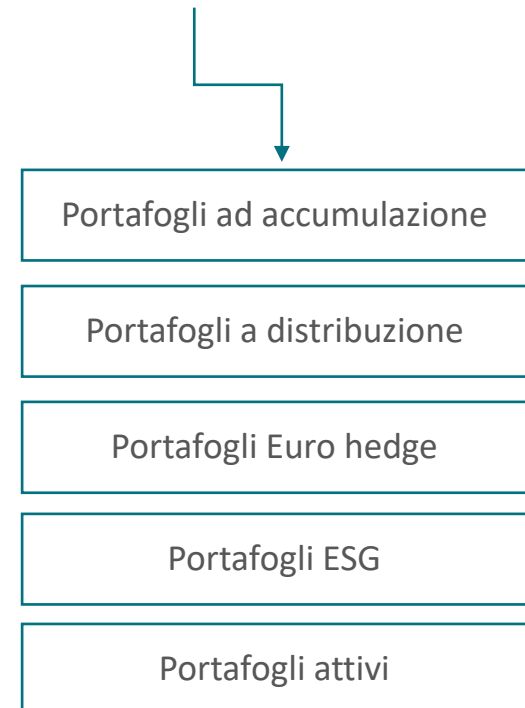 Portafogli ad accumulazione
Portafogli a distribuzione
Portafogli Euro hedge
Portafogli ESG
Portafogli attivi